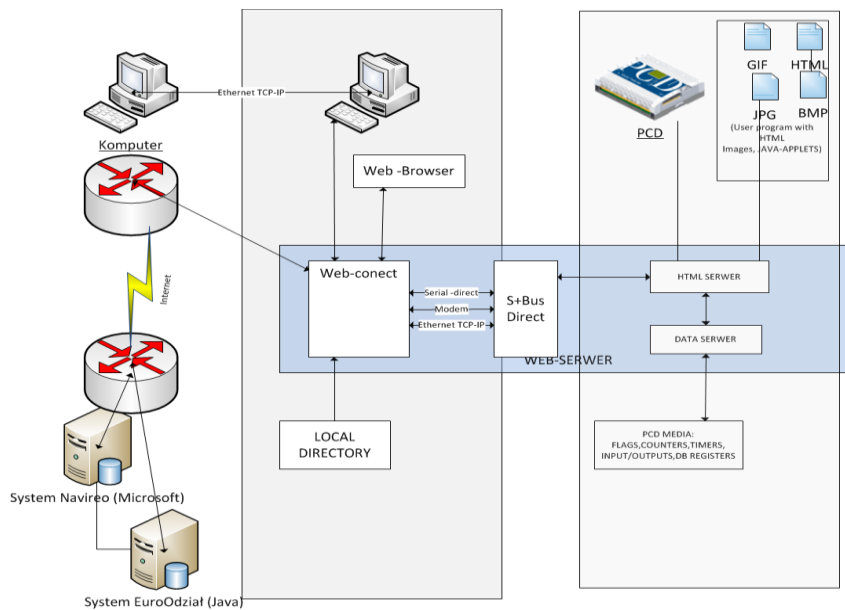 GIF
HTML
JPG
BMP
(User program with
HTML
Images, JAVA-APPLETS)
PCD
PCD
Ethernet TCP-IP
Komputer
Web -Browser
Web-conect
Serial -direct
Modem
Ethernet TCP-IP
S+Bus
Direct
HTML SERWER
DATA SERWER
WEB-SERWER
Internet
LOCAL
DIRECTORY
PCD MEDIA:
FLAGS,COUNTERS,TIMERS,
INPUT/OUTPUTS,DB REGISTERS
System Navireo (Microsoft)
System EuroOdział (Java)